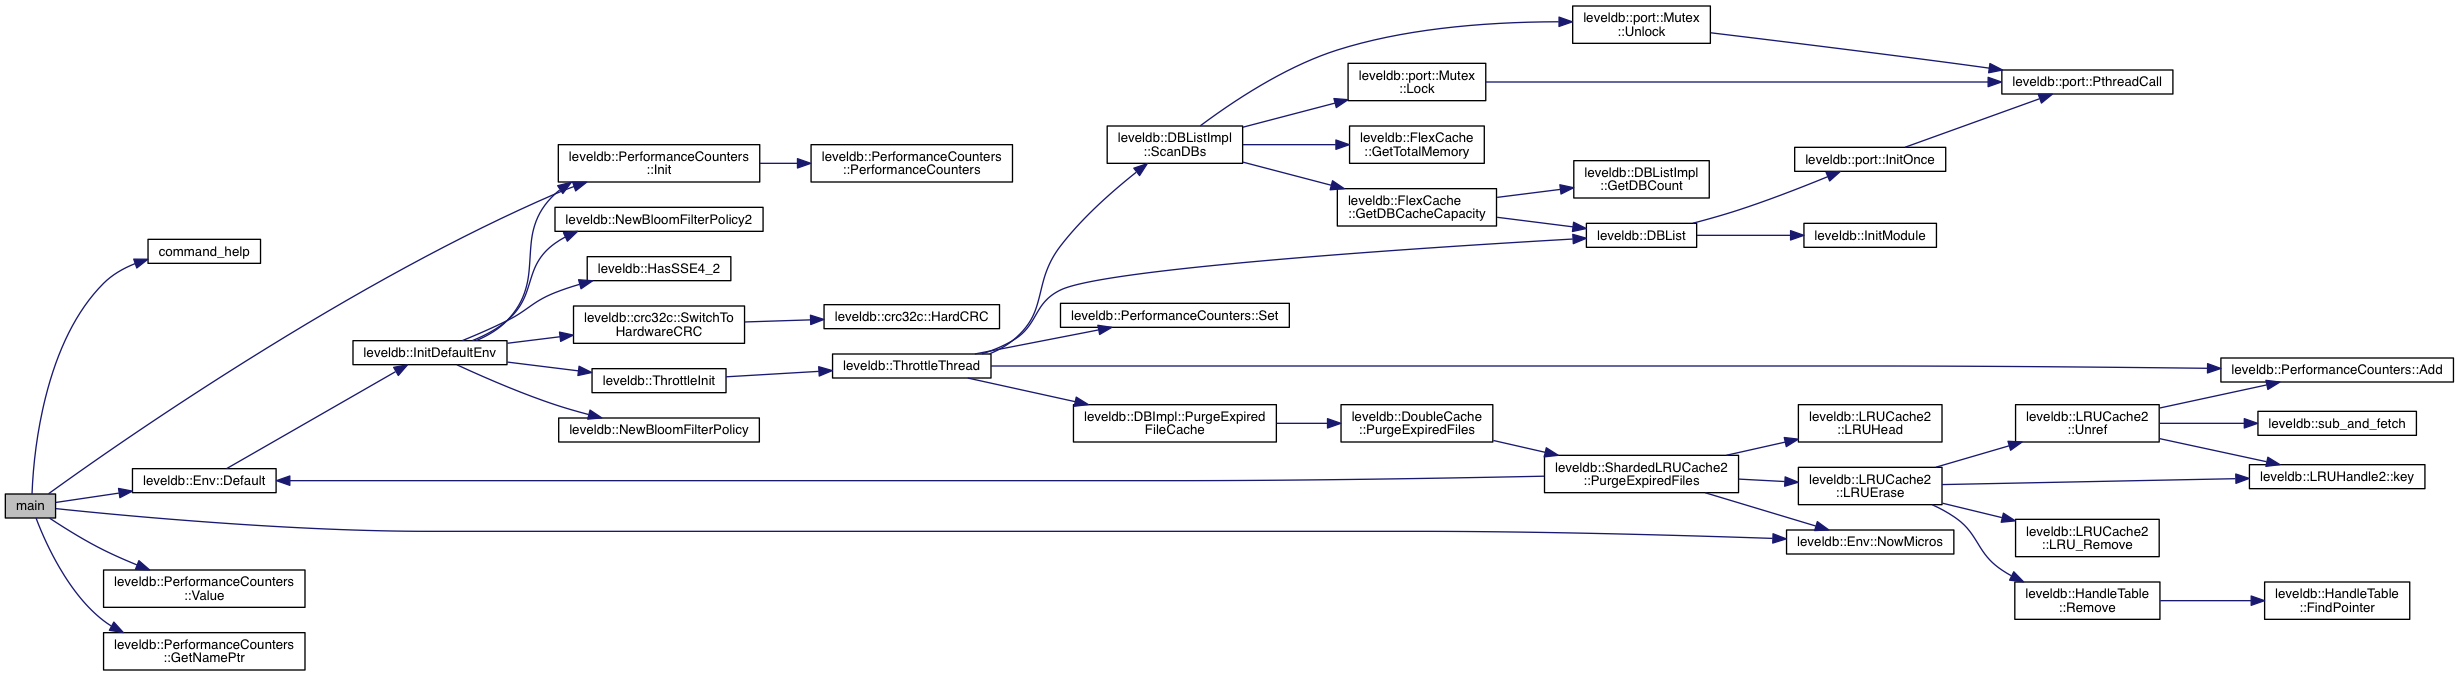 main
command_help
leveldb::Env::Default
leveldb::PerformanceCounters
::Value
leveldb::PerformanceCounters
::GetNamePtr
leveldb::InitDefaultEnv
leveldb::PerformanceCounters
::Init
leveldb::NewBloomFilterPolicy2
leveldb::HasSSE4_2
leveldb::crc32c::SwitchTo
HardwareCRC
leveldb::ThrottleInit
leveldb::NewBloomFilterPolicy
leveldb::PerformanceCounters
::PerformanceCounters
leveldb::crc32c::HardCRC
leveldb::ThrottleThread
leveldb::DBListImpl
::ScanDBs
leveldb::PerformanceCounters::Set
leveldb::DBImpl::PurgeExpired
FileCache
leveldb::port::Mutex
::Lock
leveldb::FlexCache
::GetTotalMemory
leveldb::FlexCache
::GetDBCacheCapacity
leveldb::DoubleCache
::PurgeExpiredFiles
leveldb::port::Mutex
::Unlock
leveldb::DBListImpl
::GetDBCount
leveldb::DBList
leveldb::ShardedLRUCache2
::PurgeExpiredFiles
leveldb::port::InitOnce
leveldb::InitModule
leveldb::LRUCache2
::LRUHead
leveldb::LRUCache2
::LRUErase
leveldb::Env::NowMicros
leveldb::port::PthreadCall
leveldb::LRUCache2
::Unref
leveldb::LRUCache2
::LRU_Remove
leveldb::HandleTable
::Remove
leveldb::PerformanceCounters::Add
leveldb::sub_and_fetch
leveldb::LRUHandle2::key
leveldb::HandleTable
::FindPointer